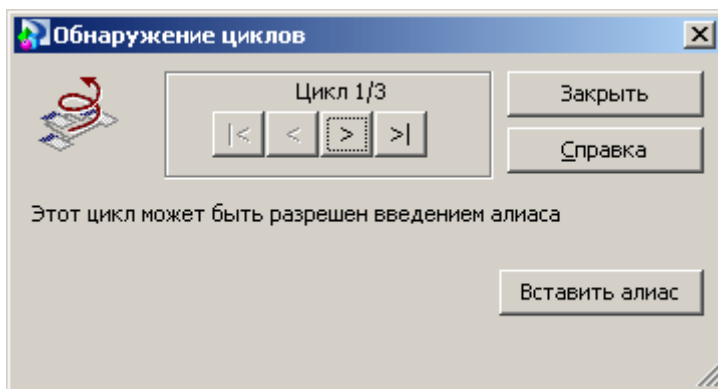 Обнаружение циклов
Цикл 1/3
|< < > >|
Закрыть
Справка
Этот цикл может быть разрешен введением алиаса
Вставить алиас